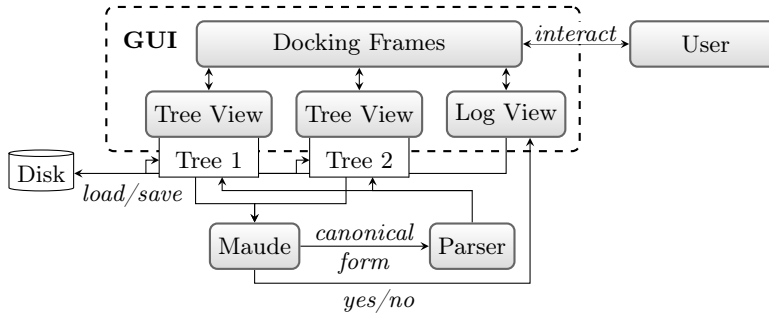 GUI
Docking Frames
interact
User
Tree View
Tree View
Log View
Tree 1
Tree 2
Disk
load/save
Maude
canonical
form
Parser
yes/no